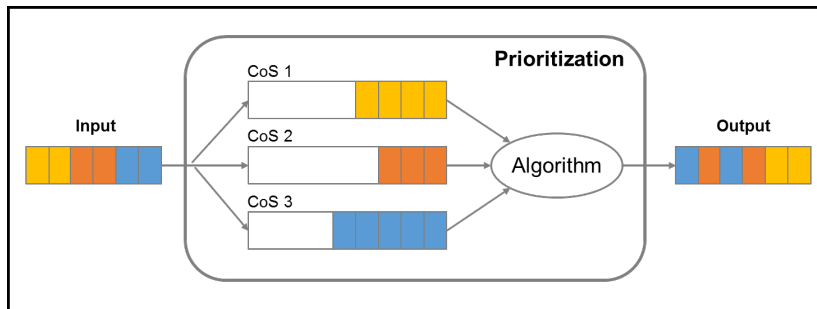 Prioritization
CoS 1
Input
CoS 2
Algorithm
Output
CoS 3